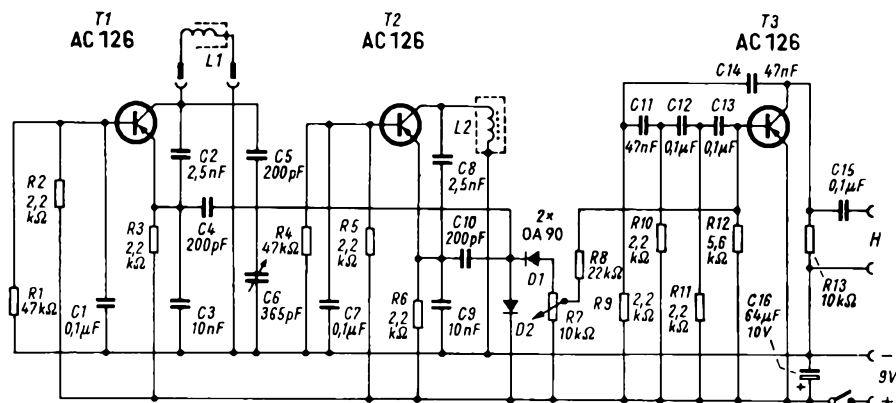 T1
AC 126
L1
T2
AC 126
L2
T3
AC 126
C14
47nF
C11
47nF
C12
0,1µF
C13
0,1µF
R2
2,2
kΩ
C2
2,5nF
C5
200pF
C8
2,5nF
C15
0,1µF
R3
2,2
kΩ
C4
200pF
R4
47kΩ
R5
2,2
kΩ
C10
200pF
2×
OA 90
D1
R8
22kΩ
R10
2,2
kΩ
R12
5,6
kΩ
H
R1
47kΩ
C1
0,1µF
C3
10nF
C6
365pF
C7
0,1µF
R6
2,2
kΩ
C9
10nF
D2
R7
10kΩ
R9
2,2
kΩ
R11
2,2
kΩ
C16
64µF
10V
R13
10kΩ
−
9V
+
+